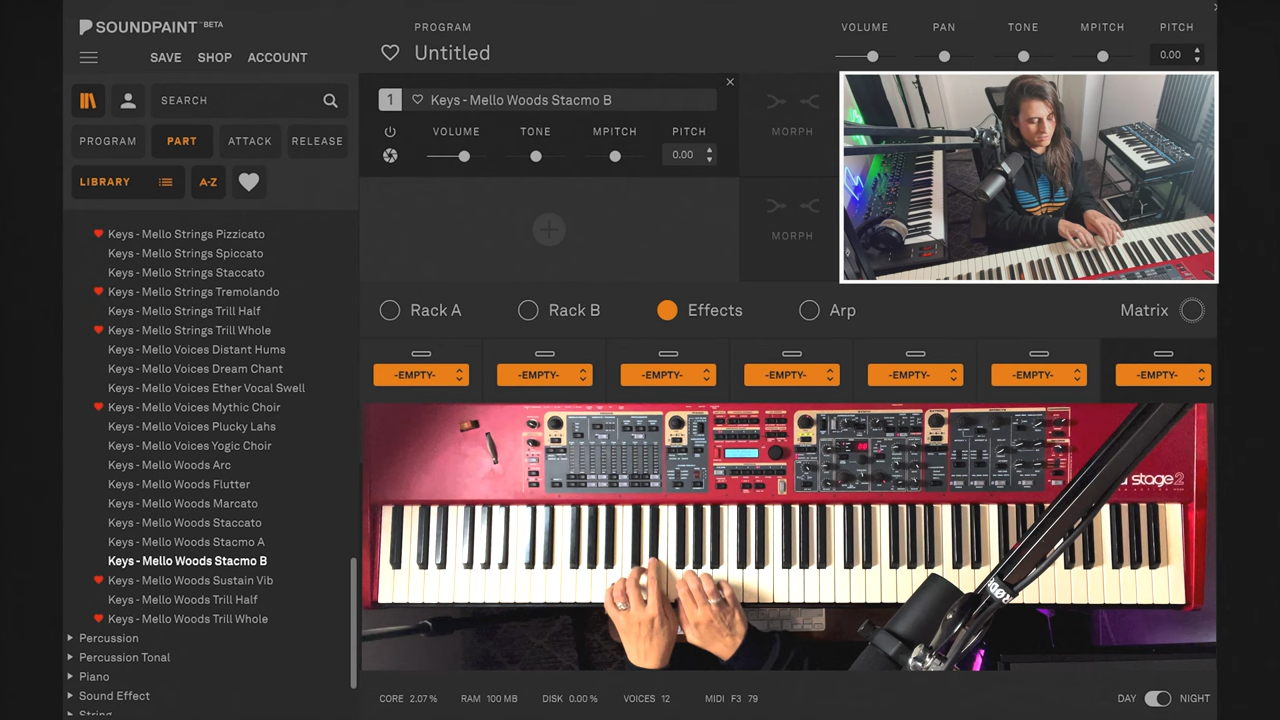 SOUNDPAINT™BETA
SAVE SHOP ACCOUNT
SEARCH
PROGRAM PART ATTACK RELEASE
LIBRARY A-Z
Keys - Mello Strings Pizzicato
Keys - Mello Strings Spiccato
Keys - Mello Strings Staccato
Keys - Mello Strings Tremolando
Keys - Mello Strings Trill Half
Keys - Mello Strings Trill Whole
Keys - Mello Voices Distant Hums
Keys - Mello Voices Dream Chant
Keys - Mello Voices Ether Vocal Swell
Keys - Mello Voices Mythic Choir
Keys - Mello Voices Plucky Lahs
Keys - Mello Voices Yogic Choir
Keys - Mello Woods Arc
Keys - Mello Woods Flutter
Keys - Mello Woods Marcato
Keys - Mello Woods Staccato
Keys - Mello Woods Stacmo A
Keys - Mello Woods Stacmo B
Keys - Mello Woods Sustain Vib
Keys - Mello Woods Trill Half
Keys - Mello Woods Trill Whole
Percussion
Percussion Tonal
Piano
Sound Effect
String
PROGRAM
Untitled
VOLUME PAN TONE MPITCH PITCH
0.00
1 Keys - Mello Woods Stacmo B
VOLUME TONE MPITCH PITCH
0.00
MORPH
MORPH
Rack A Rack B Effects Arp Matrix
-EMPTY- -EMPTY- -EMPTY- -EMPTY- -EMPTY- -EMPTY- -EMPTY-
stage2
RØDE
CORE 2.07 % RAM 100 MB DISK 0.00 % VOICES 12 MIDI F3 79
DAY NIGHT